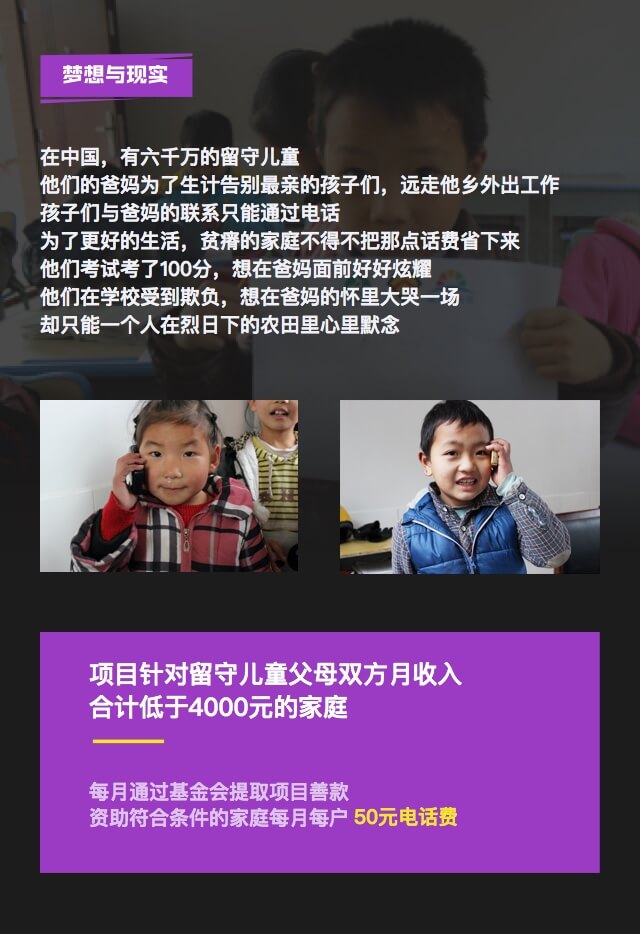 梦想与现实
在中国，有六千万的留守儿童
他们的爸妈为了生计告别最亲的孩子们，远走他乡外出工作
孩子们与爸妈的联系只能通过电话
为了更好的生活，贫瘠的家庭不得不把那点话费省下来
他们考试考了100分，想在爸妈面前好好炫耀
他们在学校受到欺负，想在爸妈的怀里大哭一场
却只能一个人在烈日下的农田里心里默念
项目针对留守儿童父母双方月收入
合计低于4000元的家庭
每月通过基金会提取项目善款
资助符合条件的家庭每月每户 50元电话费